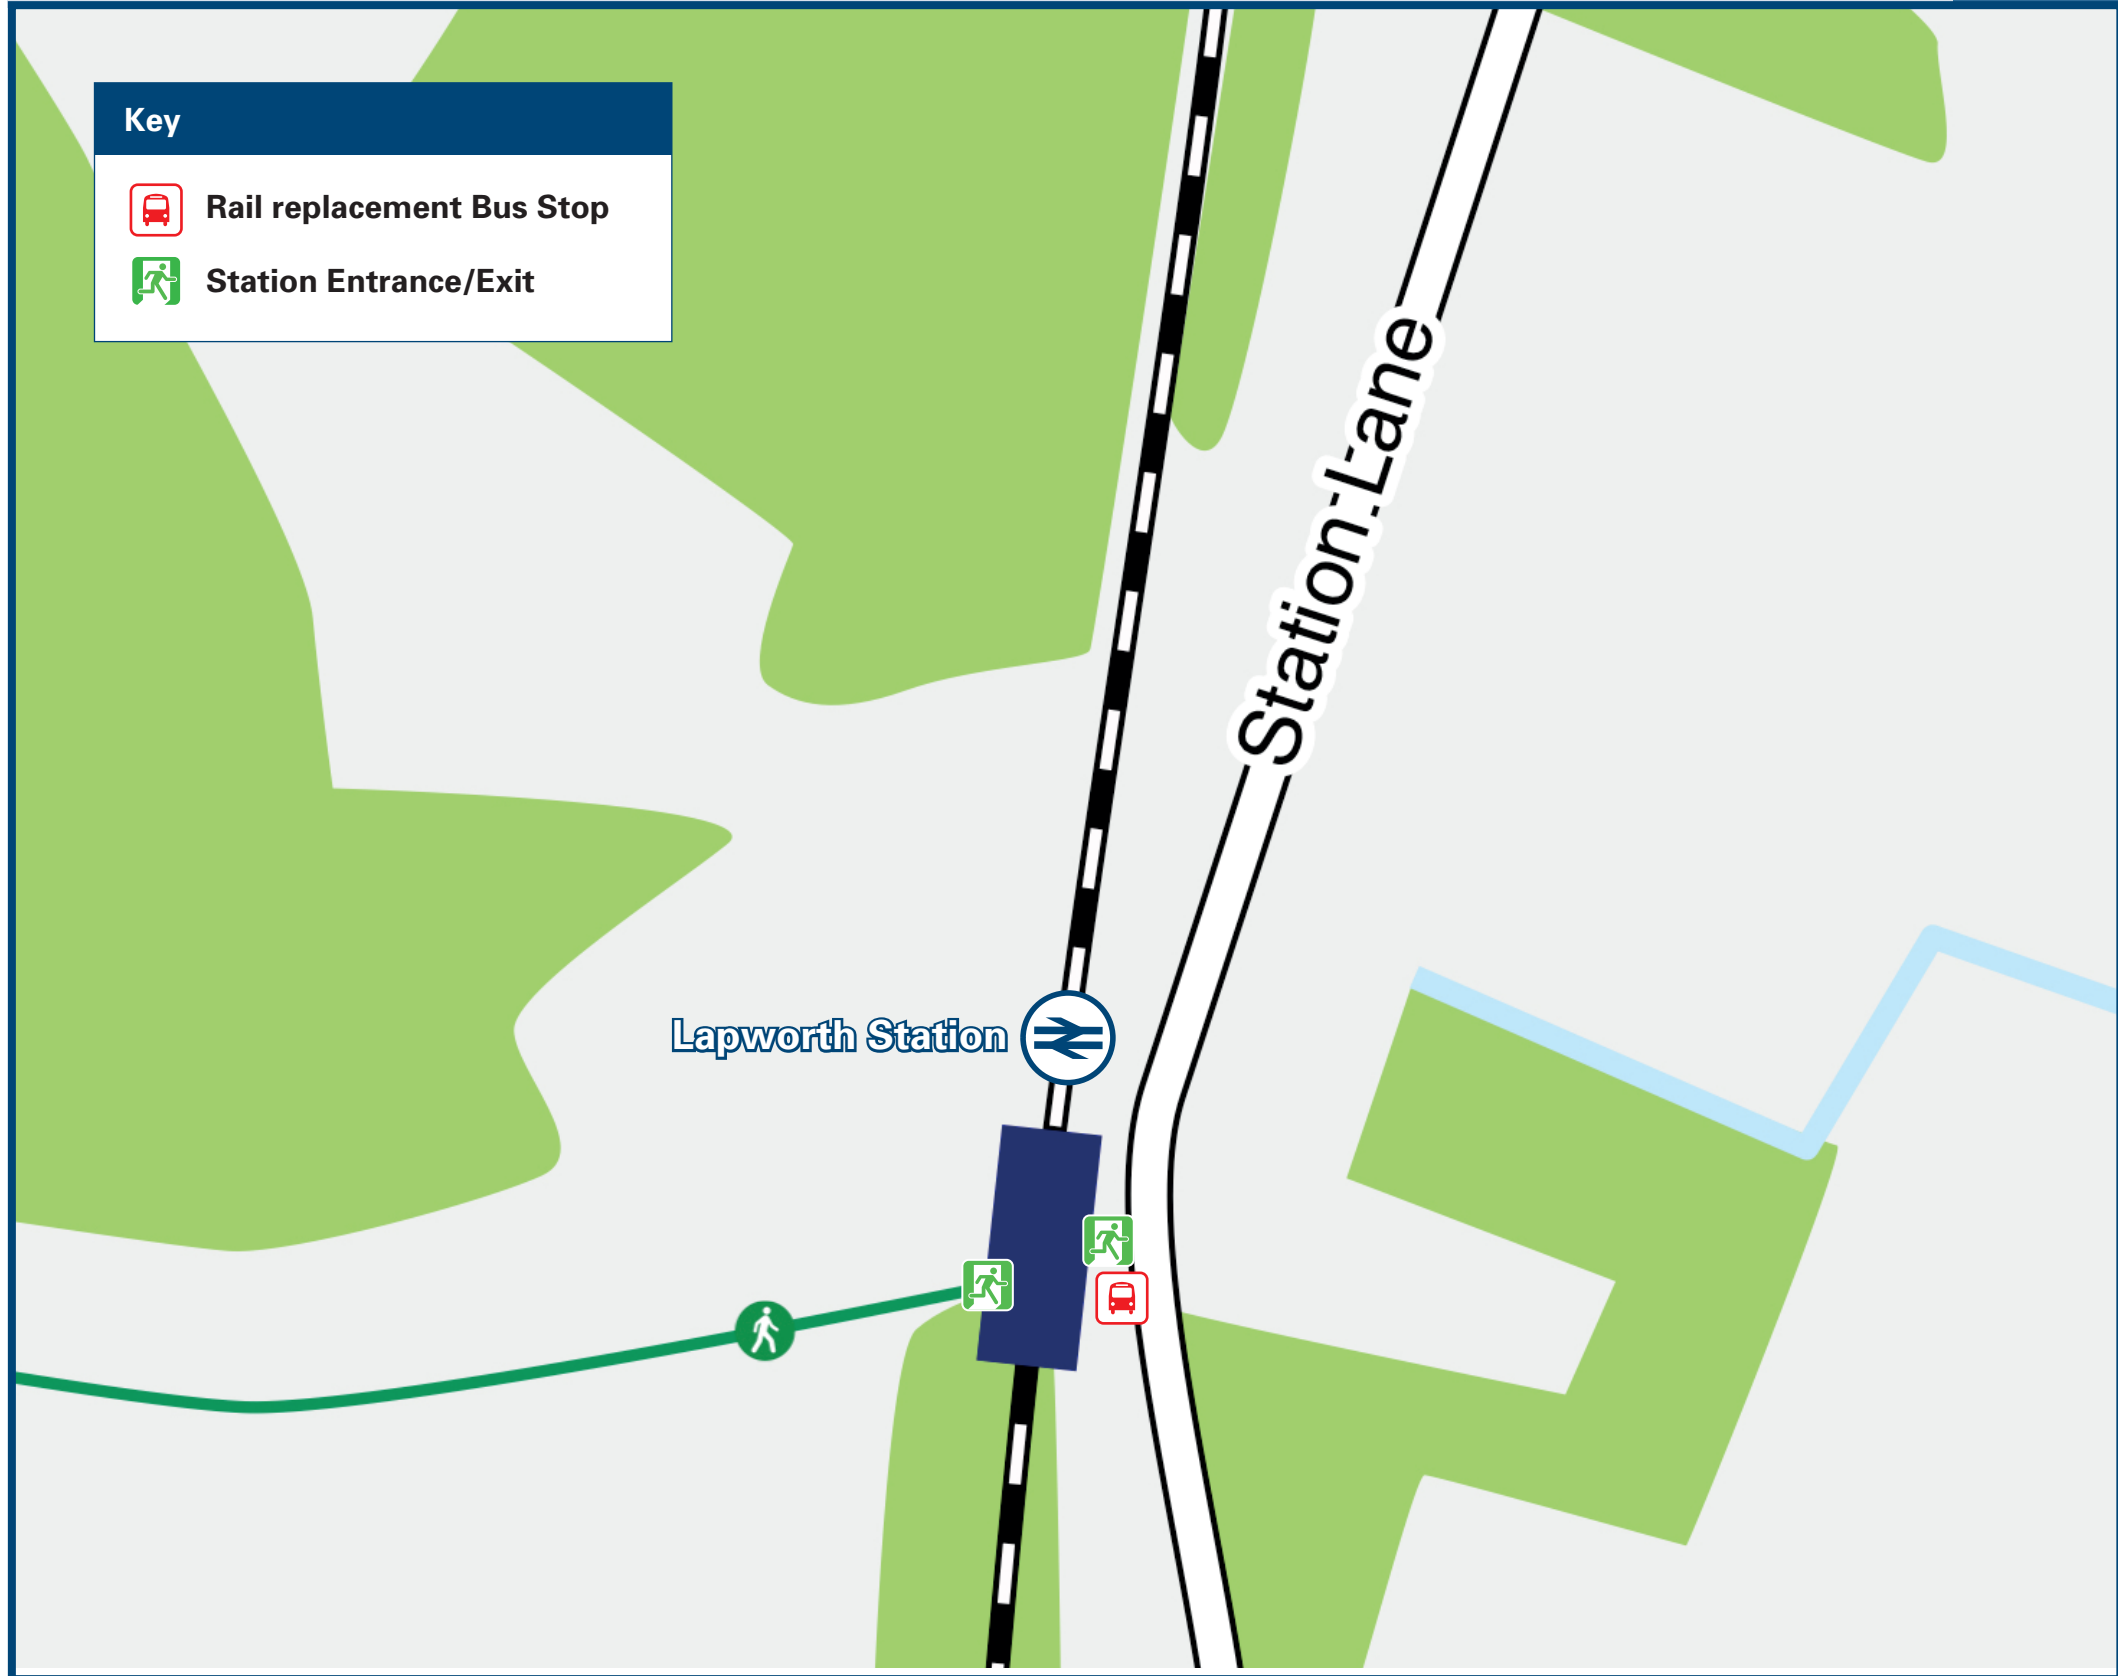 Key
Rail replacement Bus Stop
Station Entrance/Exit
Station Lane
Lapworth Station